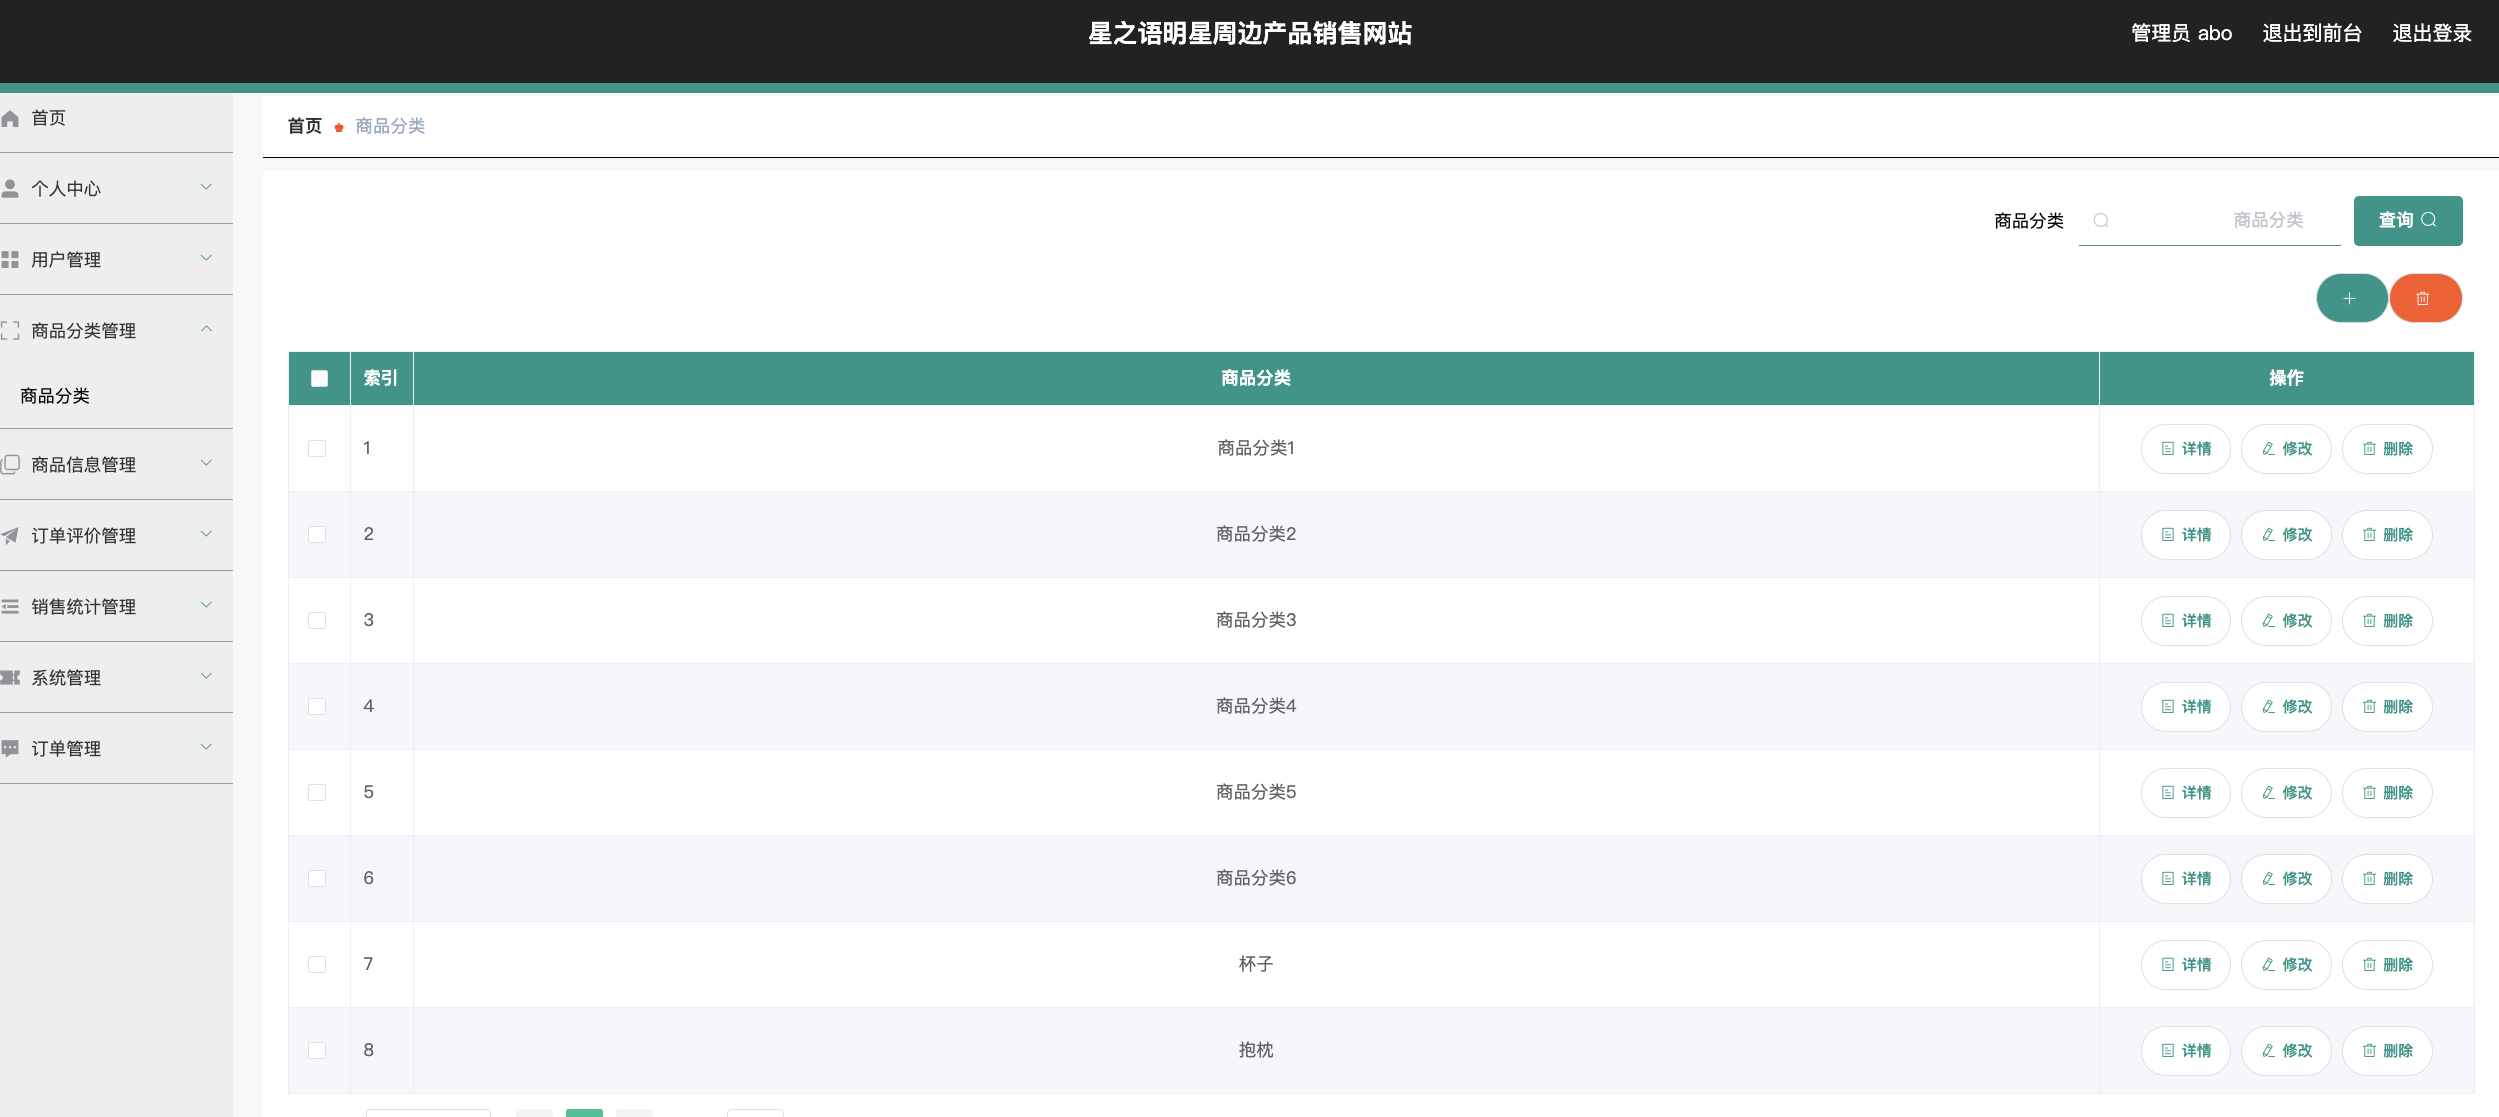 星之语明星周边产品销售网站
管理员 abo 退出到前台 退出登录
首页
个人中心
用户管理
商品分类管理
商品分类
商品信息管理
订单评价管理
销售统计管理
系统管理
订单管理
首页 商品分类
商品分类 商品分类 查询
索引 商品分类 操作
1 商品分类1 详情 修改 删除
2 商品分类2 详情 修改 删除
3 商品分类3 详情 修改 删除
4 商品分类4 详情 修改 删除
5 商品分类5 详情 修改 删除
6 商品分类6 详情 修改 删除
7 杯子 详情 修改 删除
8 抱枕 详情 修改 删除